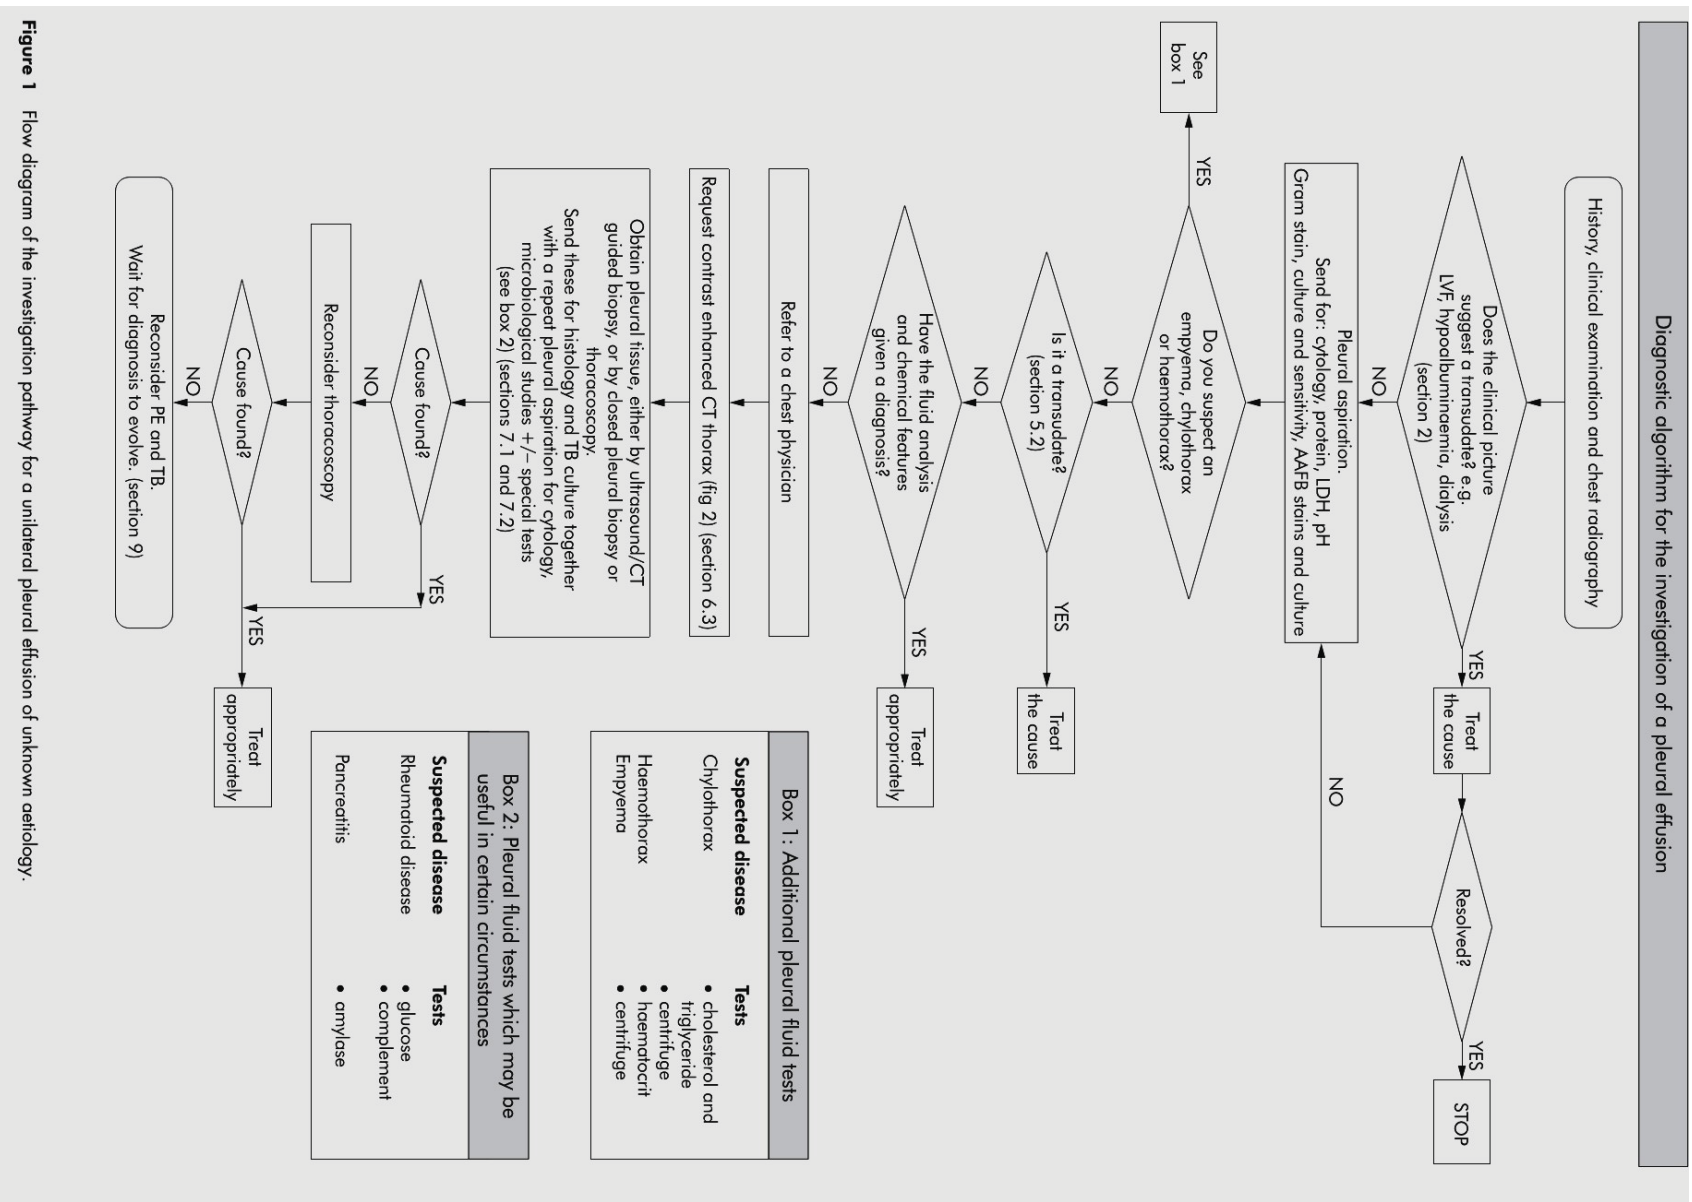 Diagnostic algorithm for the investigation of a pleural effusion
History, clinical examination and chest radiography
Does the clinical picture
suggest a transudate? e.g.
LVF, hypoalbuminaemia, dialysis
(section 2)
YES
Treat
the cause
Resolved?
YES
STOP
NO
NO
Pleural aspiration.
Send for: cytology, protein, LDH, pH
Gram stain, culture and sensitivity, AAFB stains and culture
Do you suspect an
empyema, chylothorax
or haemothorax?
YES
See
box 1
NO
Is it a transudate?
(section 5.2)
YES
Treat
the cause
NO
Have the fluid analysis
and chemical features
given a diagnosis?
YES
Treat
appropriately
NO
Refer to a chest physician
Request contrast enhanced CT thorax (fig 2) (section 6.3)
Obtain pleural tissue, either by ultrasound/CT
guided biopsy, or by closed pleural biopsy or
thoracoscopy.
Send these for histology and TB culture together
with a repeat pleural aspiration for cytology,
microbiological studies +/– special tests
(see box 2) (sections 7.1 and 7.2)
Cause found?
YES
NO
Reconsider thoracoscopy
Cause found?
YES
Treat
appropriately
NO
Reconsider PE and TB.
Wait for diagnosis to evolve. (section 9)
Box 1: Additional pleural fluid tests
Suspected disease Tests
Chylothorax • cholesterol and
triglyceride
• centrifuge
Haemothorax • haematocrit
Empyema • centrifuge
Box 2: Pleural fluid tests which may be
useful in certain circumstances
Suspected disease Tests
Rheumatoid disease • glucose
• complement
Pancreatitis • amylase
Figure 1 Flow diagram of the investigation pathway for a unilateral pleural effusion of unknown aetiology.